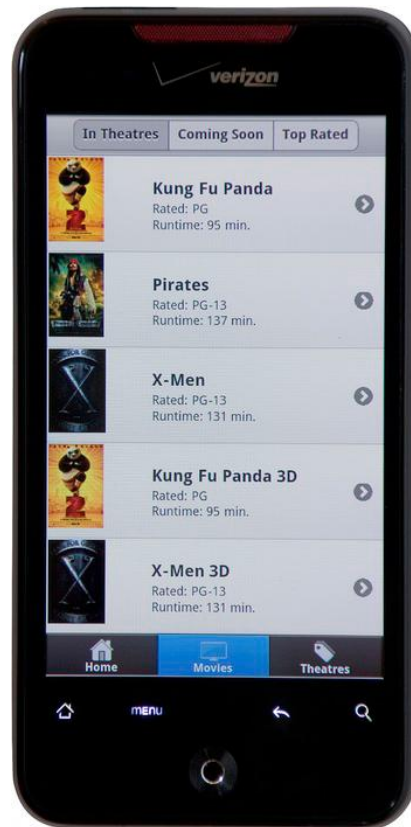 verizon
In Theatres Coming Soon Top Rated
Kung Fu Panda
Rated: PG
Runtime: 95 min.
Pirates
Rated: PG-13
Runtime: 137 min.
X-Men
Rated: PG-13
Runtime: 131 min.
Kung Fu Panda 3D
Rated: PG
Runtime: 95 min.
X-Men 3D
Rated: PG-13
Runtime: 131 min.
Home Movies Theatres
MENU